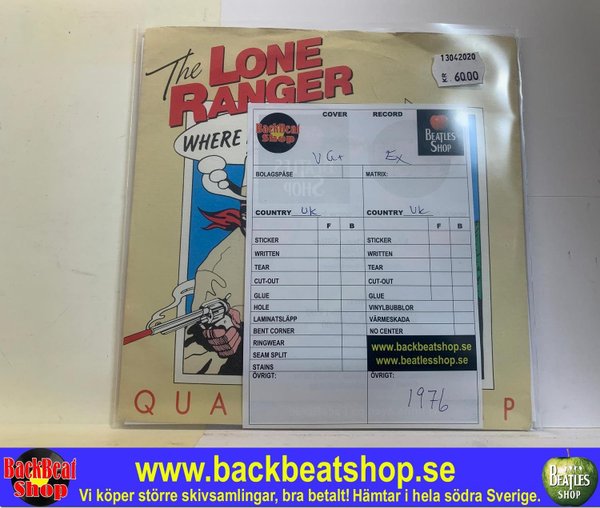 The LONE
RANGER
13042020
KR 60.00
WHERE
BackBeat
Shop
COVER
RECORD
BEATLES
SHOP
VG+
EX
BOLAGSPÅSE
MATRIX:
COUNTRY UK
COUNTRY UK
F B
F B
STICKER
STICKER
WRITTEN
WRITTEN
TEAR
TEAR
CUT-OUT
CUT-OUT
GLUE
GLUE
HOLE
VINYLBUBBLOR
LAMINATSLÄPP
VÄRMESKADA
BENT CORNER
NO CENTER
RINGWEAR
www.backbeatshop.se
SEAM SPLIT
www.beatlesshop.se
STAINS
ÖVRIGT:
ÖVRIGT:
1976
QUA P
BackBeat
Shop
www.backbeatshop.se
Vi köper större skivsamlingar, bra betalt! Hämtar i hela södra Sverige.
BEATLES
SHOP